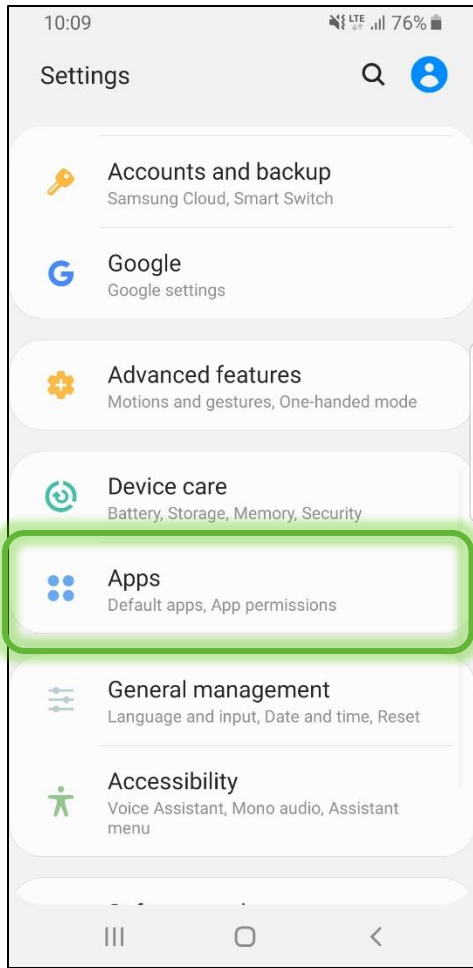 10:09 LTE 76%
Settings
Accounts and backup
Samsung Cloud, Smart Switch
Google
Google settings
Advanced features
Motions and gestures, One-handed mode
Device care
Battery, Storage, Memory, Security
Apps
Default apps, App permissions
General management
Language and input, Date and time, Reset
Accessibility
Voice Assistant, Mono audio, Assistant
menu